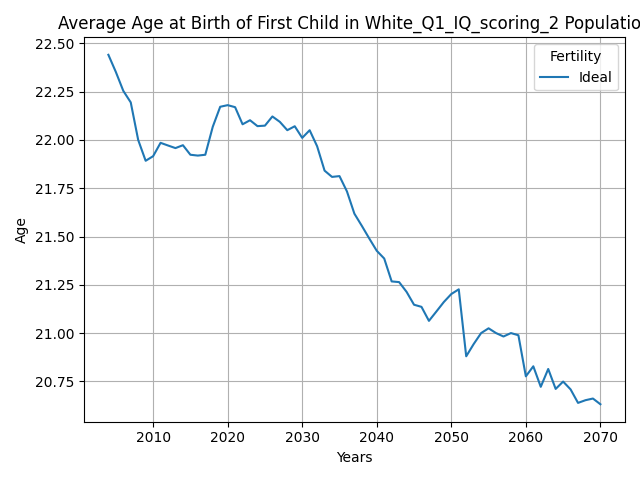 Average Age at Birth of First Child in White_Q1_IQ_scoring_2 Populatio
22.50
22.25
22.00
21.75
21.50
21.25
21.00
20.75
Age
Fertility
Ideal
2010 2020 2030 2040 2050 2060 2070
Years